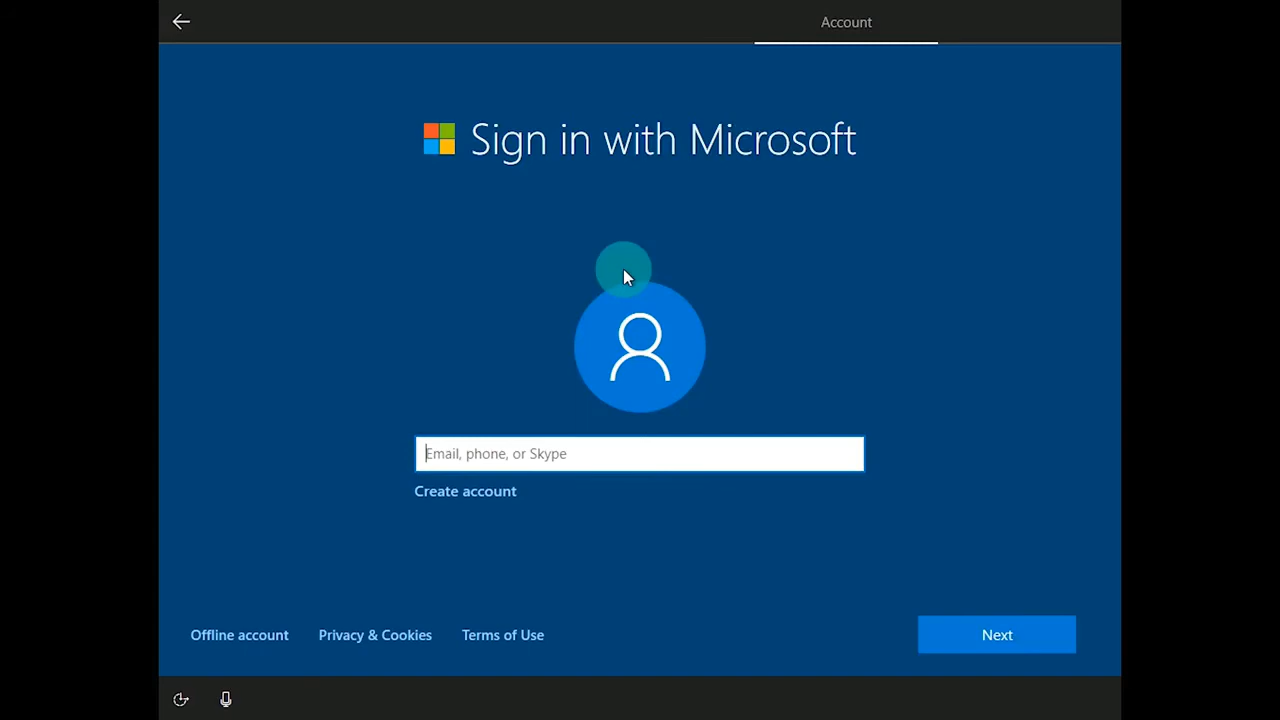 Account
Sign in with Microsoft
Email, phone, or Skype
Create account
Offline account
Privacy & Cookies
Terms of Use
Next